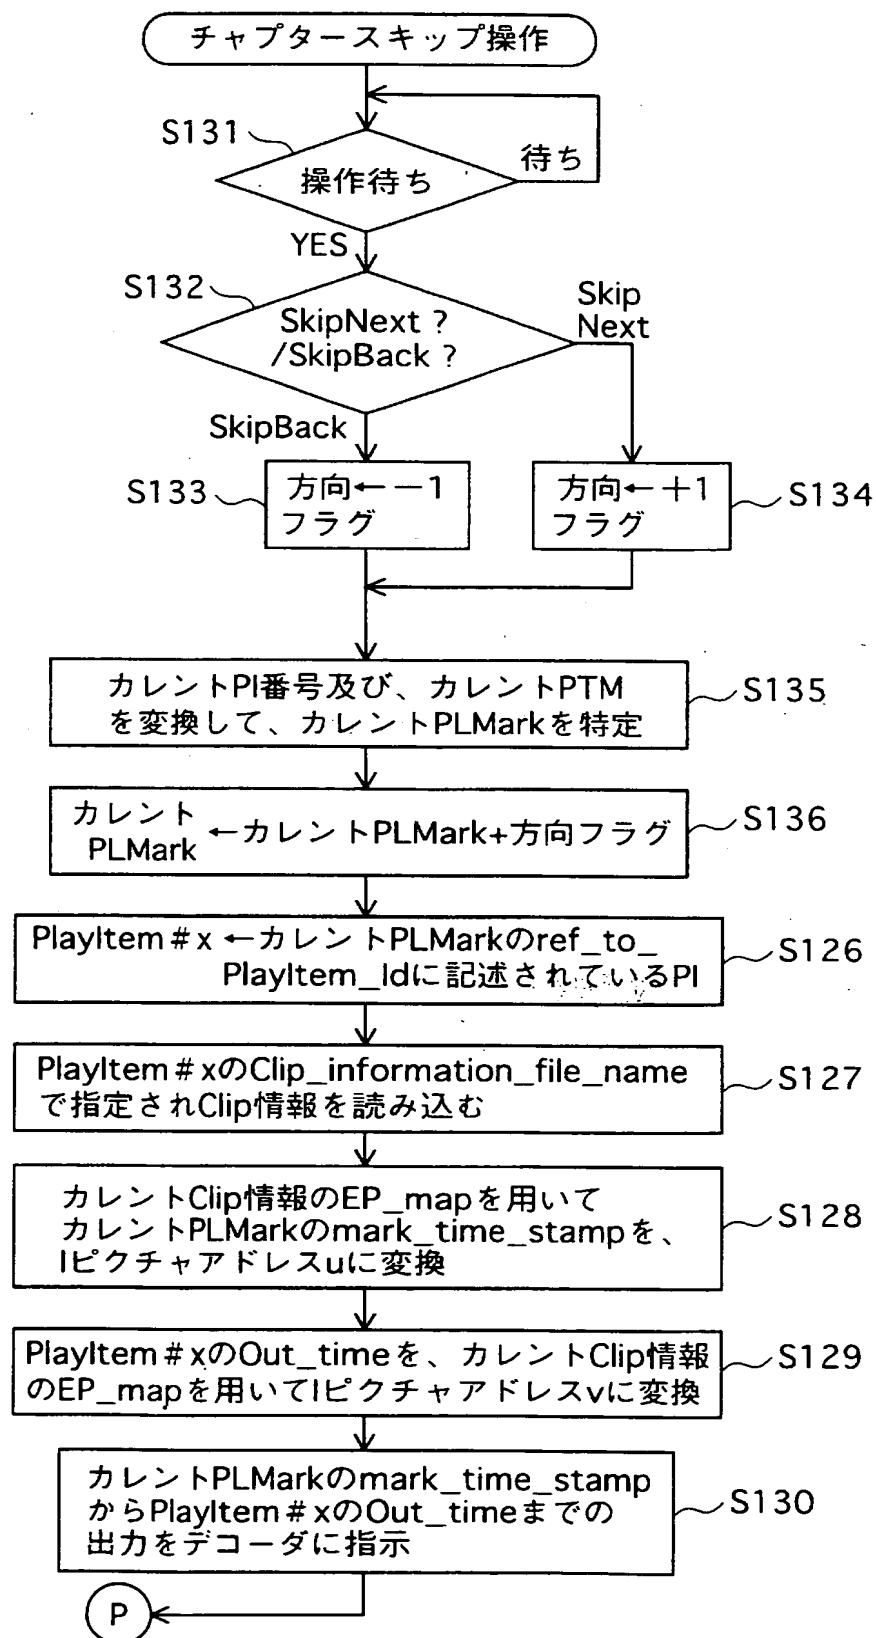 チャプタースキップ操作
S131
待ち
操作待ち
YES
S132
Skip
Next
SkipNext ?
/SkipBack ?
SkipBack
S133
方向←−1
フラグ
方向←+1
フラグ
S134
カレントPI番号及び、カレントPTM
を変換して、カレントPLMarkを特定
S135
カレント
PLMark
←カレントPLMark+方向フラグ
S136
PlayItem#x←カレントPLMarkのref_to_
PlayItem_Idに記述されているPI
S126
PlayItem#xのClip_information_file_name
で指定されClip情報を読み込む
S127
カレントClip情報のEP_mapを用いて
カレントPLMarkのmark_time_stampを、
Iピクチャアドレスuに変換
S128
PlayItem#xのOut_timeを、カレントClip情報
のEP_mapを用いてIピクチャアドレスvに変換
S129
カレントPLMarkのmark_time_stamp
からPlayItem#xのOut_timeまでの
出力をデコーダに指示
S130
P